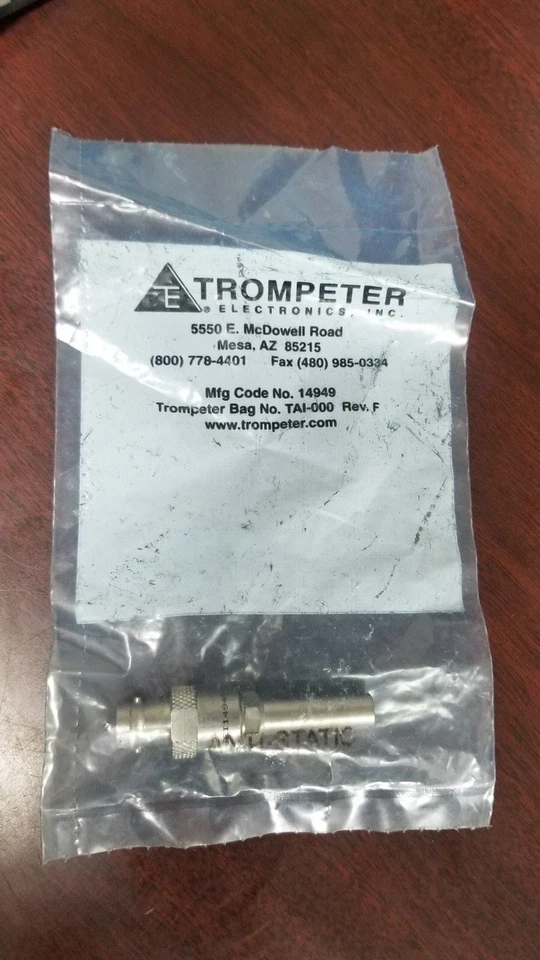 TE TROMPETER
® ELECTRONICS, INC.
5550 E. McDowell Road
Mesa, AZ 85215
(800) 778-4401 Fax (480) 985-0334
Mfg Code No. 14949
Trompeter Bag No. TAI-000 Rev. F
www.trompeter.com
ANTI-STATIC